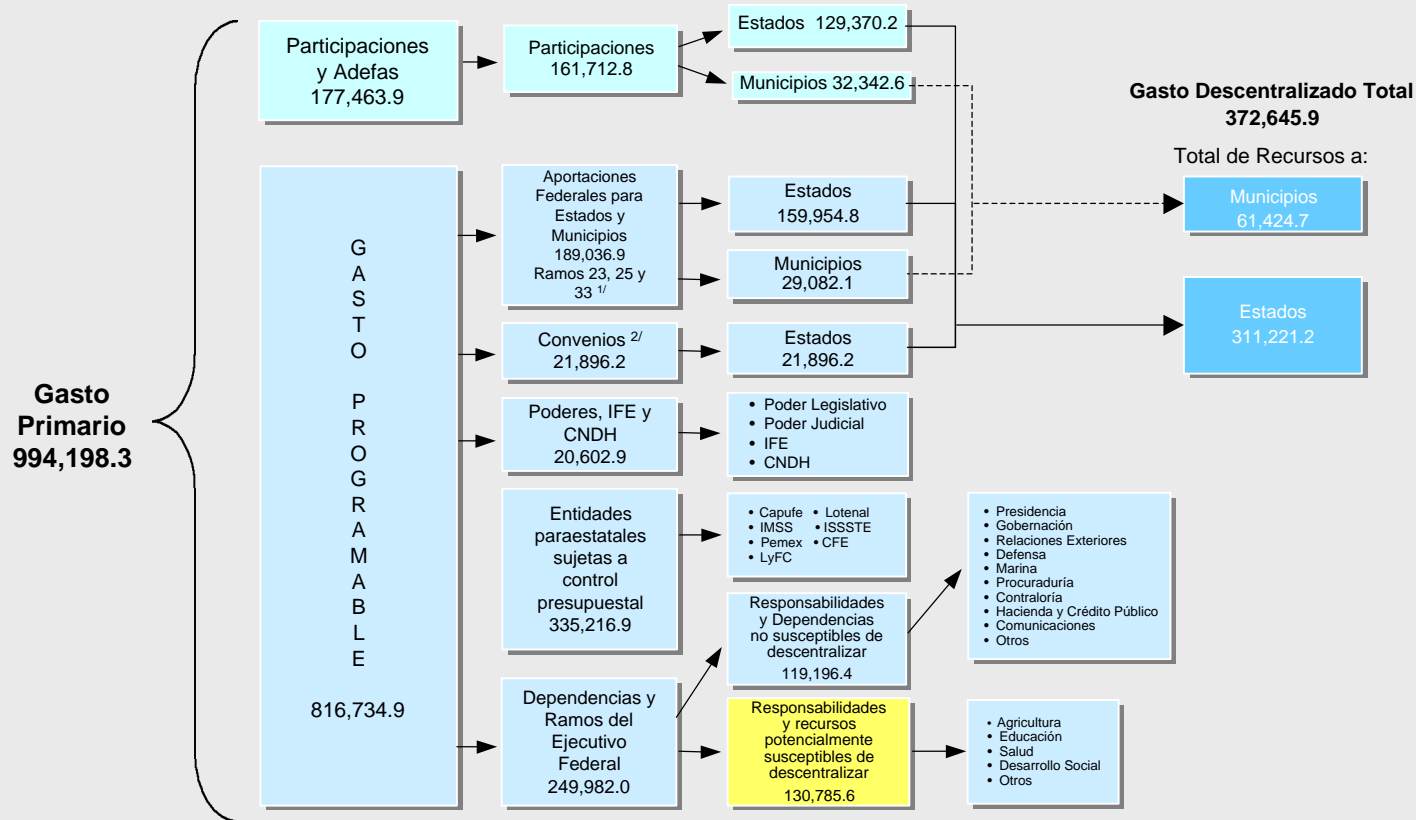 Gasto
Primario
994,198.3
Participaciones
y Adefas
177,463.9
Participaciones
161,712.8
Estados 129,370.2
Municipios 32,342.6
Gasto Descentralizado Total
372,645.9
Total de Recursos a:
Municipios
61,424.7
Estados
311,221.2
G
A
S
T
O
P
R
O
G
R
A
M
A
B
L
E
816,734.9
Aportaciones
Federales para
Estados y
Municipios
189,036.9
Ramos 23, 25 y
33 1/
Estados
159,954.8
Municipios
29,082.1
Convenios 2/
21,896.2
Estados
21,896.2
Poderes, IFE y
CNDH
20,602.9
• Poder Legislativo
• Poder Judicial
• IFE
• CNDH
Entidades
paraestatales
sujetas a
control
presupuestal
335,216.9
• Capufe • Lotenal
• IMSS • ISSSTE
• Pemex • CFE
• LyFC
Dependencias y
Ramos del
Ejecutivo
Federal
249,982.0
Responsabilidades
y Dependencias
no susceptibles de
descentralizar
119,196.4
• Presidencia
• Gobernación
• Relaciones Exteriores
• Defensa
• Marina
• Procuraduría
• Contraloría
• Hacienda y Crédito Público
• Comunicaciones
• Otros
Responsabilidades
y recursos
potencialmente
susceptibles de
descentralizar
130,785.6
• Agricultura
• Educación
• Salud
• Desarrollo Social
• Otros